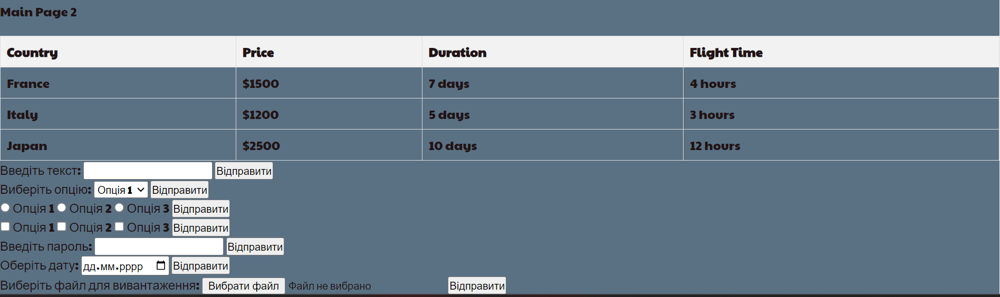 Main Page 2
Country Price Duration Flight Time
France $1500 7 days 4 hours
Italy $1200 5 days 3 hours
Japan $2500 10 days 12 hours
Введіть текст: Відправити
Виберіть опцію: Опція 1 Відправити
Опція 1 Опція 2 Опція 3 Відправити
Опція 1 Опція 2 Опція 3 Відправити
Введіть пароль: Відправити
Оберіть дату: дд.мм.рррр Відправити
Виберіть файл для вивантаження: Вибрати файл Файл не вибрано Відправити